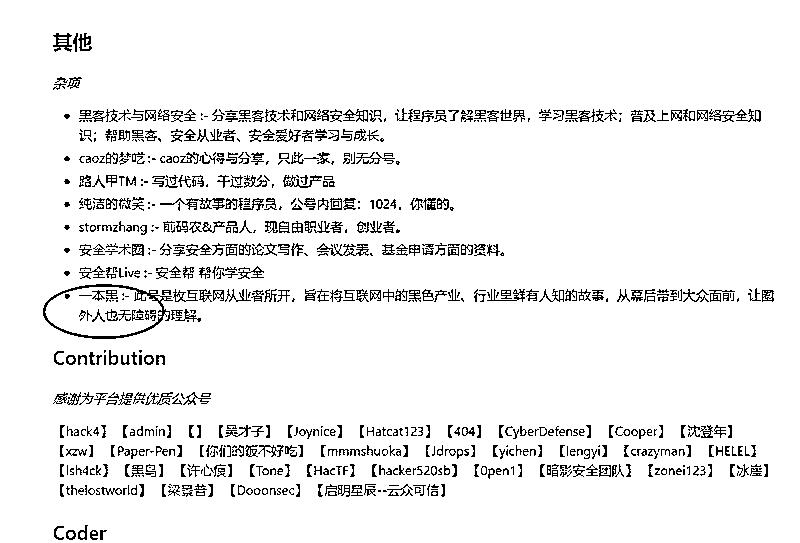 其他
杂项
黑客技术与网络安全 :- 分享黑客技术和网络安全知识，让程序员了解黑客世界，学习黑客技术；普及上网和网络安全知
识；帮助黑客、安全从业者、安全爱好者学习与成长。
caoz的梦呓 :- caoz的心得与分享，只此一家，别无分号。
路人甲TM :- 写过代码，干过数分，做过产品
纯洁的微笑 :- 一个有故事的程序员，公号内回复：1024，你懂的。
stormzhang :- 前码农&产品人，现自由职业者，创业者。
安全学术圈 :- 分享安全方面的论文写作、会议发表、基金申请方面的资料。
安全帮Live :- 安全帮 帮你学安全
一本黑 :- 此号是枚互联网从业者所开，旨在将互联网中的黑色产业、行业里鲜有人知的故事，从幕后带到大众面前，让圈
外人也无障碍的理解。
Contribution
感谢为平台提供优质公众号
【hack4】 【admin】 【】 【吴才子】 【Joynice】 【Hatcat123】 【404】 【CyberDefense】 【Cooper】 【沈登年】
【xzw】 【Paper-Pen】 【你们的饭不好吃】 【mmmshuoka】 【Jdrops】 【yichen】 【lengyi】 【crazyman】 【HELEL】
【lsh4ck】 【黑鸟】 【许心痕】 【Tone】 【HacTF】 【hacker520sb】 【0pen1】 【暗影安全团队】 【zonei123】 【冰崖】
【thelostworld】 【梁景普】 【Dooonsec】 【启明星辰--云众可信】
Coder